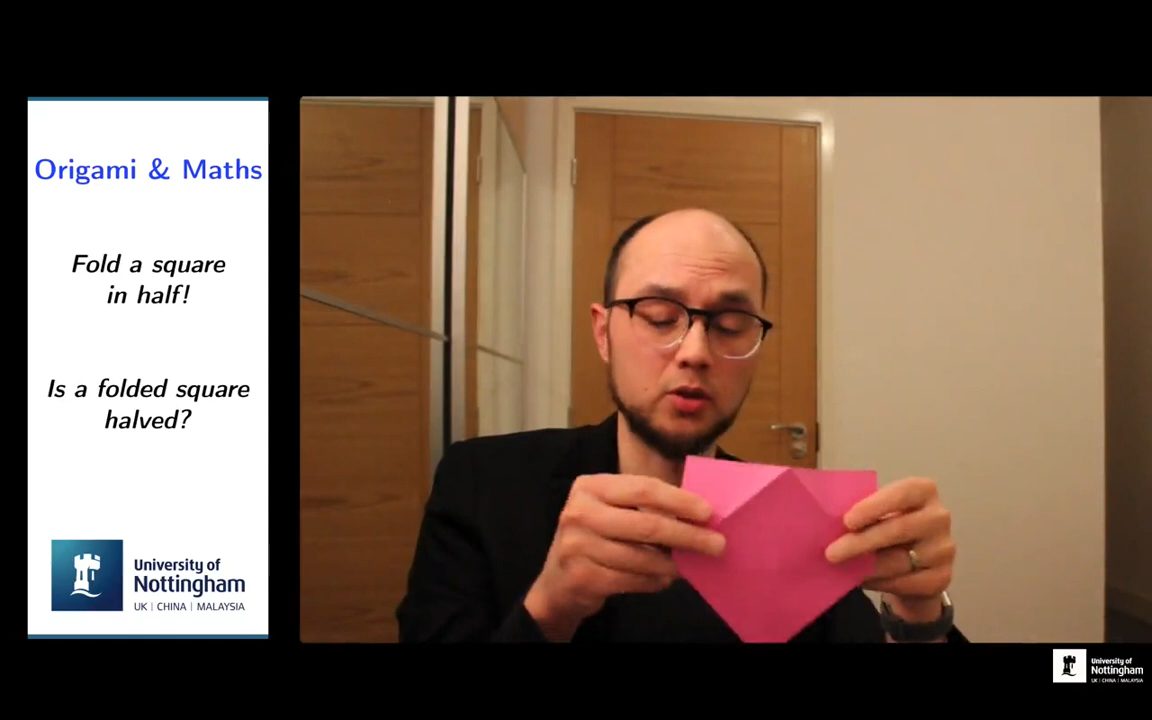 Origami & Maths
Fold a square
in half!
Is a folded square
halved?
University of
Nottingham
UK | CHINA | MALAYSIA
University of
Nottingham
UK | CHINA | MALAYSIA